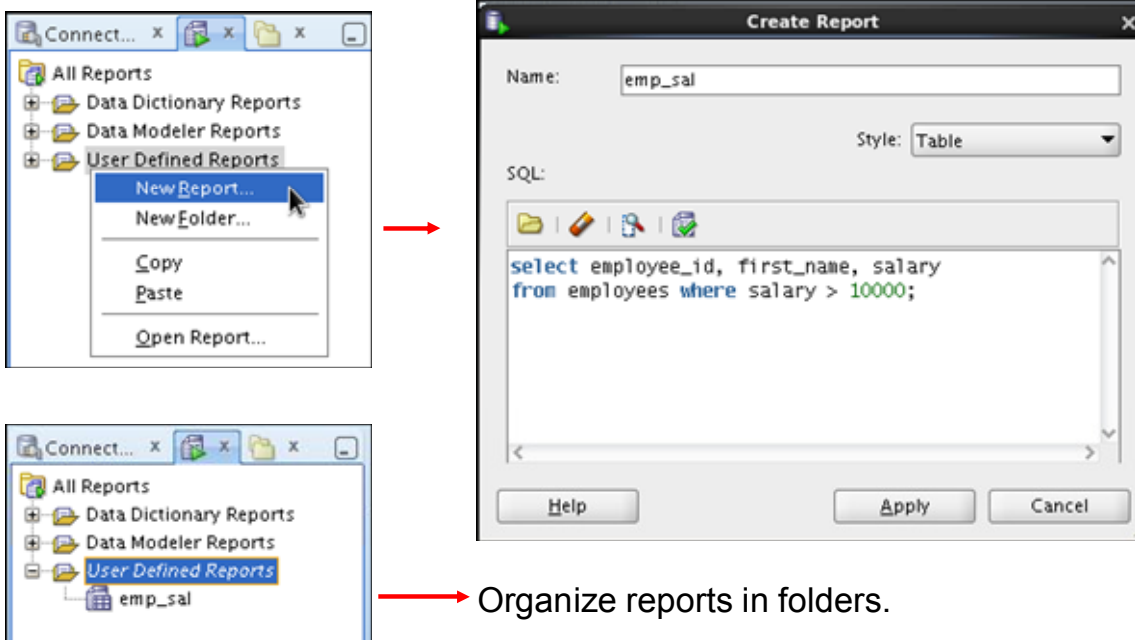 Connect...
All Reports
Data Dictionary Reports
Data Modeler Reports
User Defined Reports
New Report...
New Folder...
Copy
Paste
Open Report...
Create Report
Name: emp_sal
Style: Table
SQL:
select employee_id, first_name, salary
from employees where salary > 10000;
Help Apply Cancel
Connect...
All Reports
Data Dictionary Reports
Data Modeler Reports
User Defined Reports
emp_sal
Organize reports in folders.